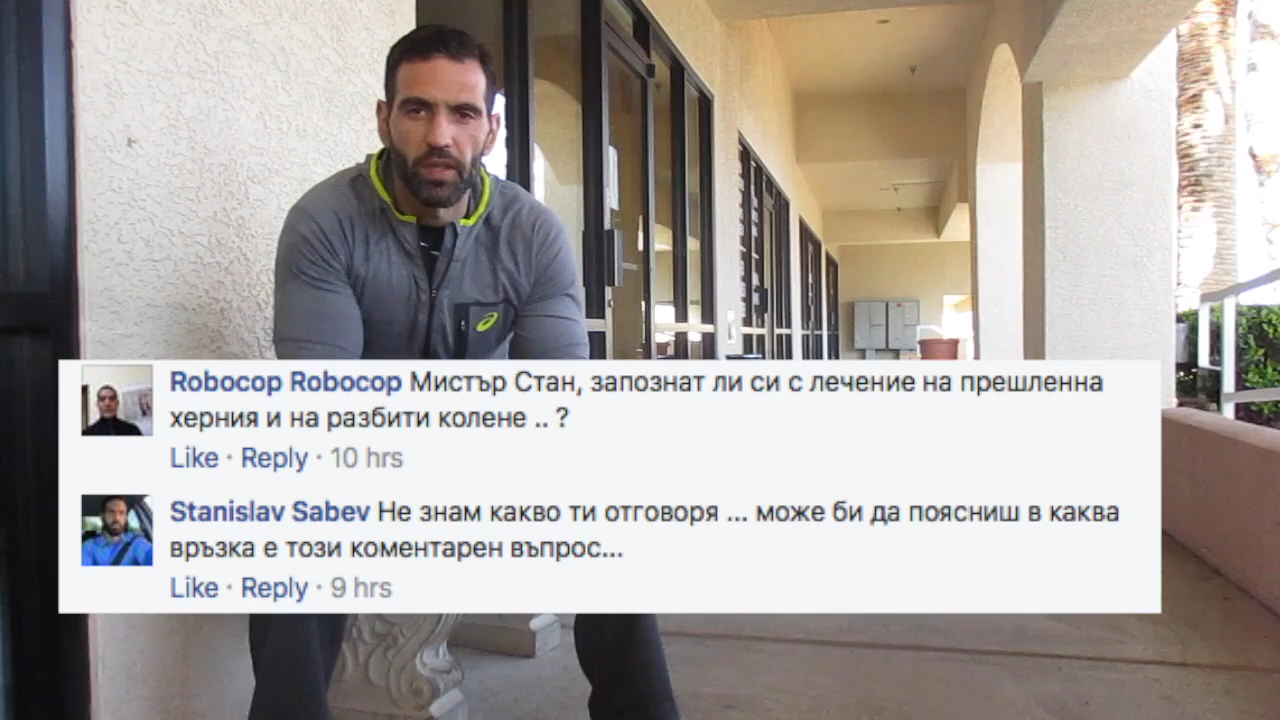 Robocop Robocop Мистър Стан, запознат ли си с лечение на прешленна
херния и на разбити колене .. ?
Like · Reply · 10 hrs
Stanislav Sabev Не знам какво ти отговоря ... може би да поясниш в каква
връзка е този коментарен въпрос...
Like · Reply · 9 hrs